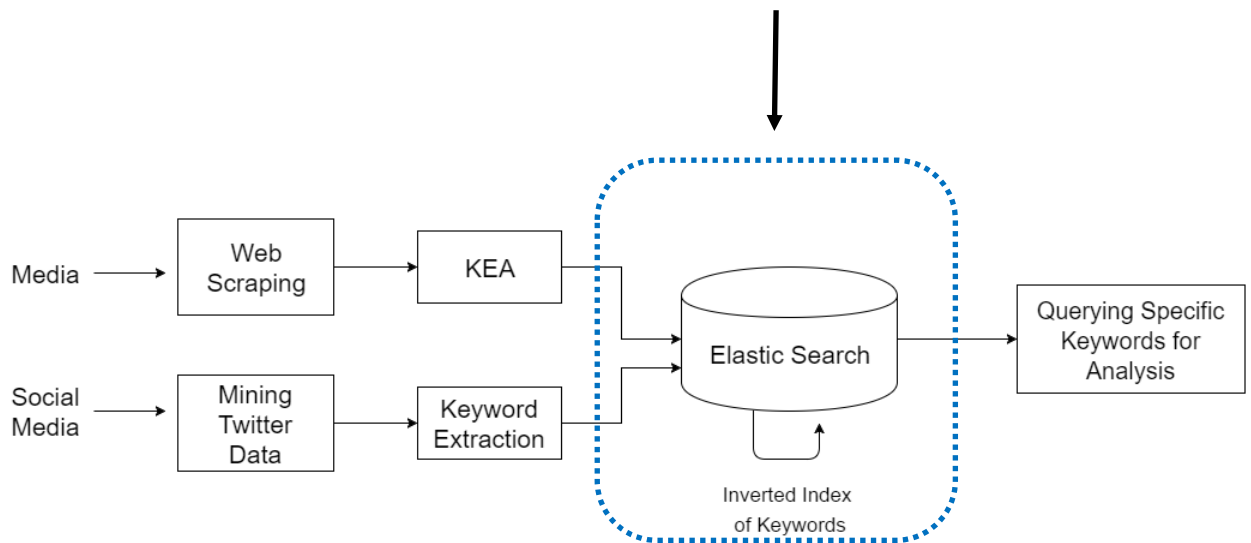 Media
Web
Scraping
KEA
Social
Media
Mining
Twitter
Data
Keyword
Extraction
Elastic Search
Inverted Index
of Keywords
Querying Specific
Keywords for
Analysis